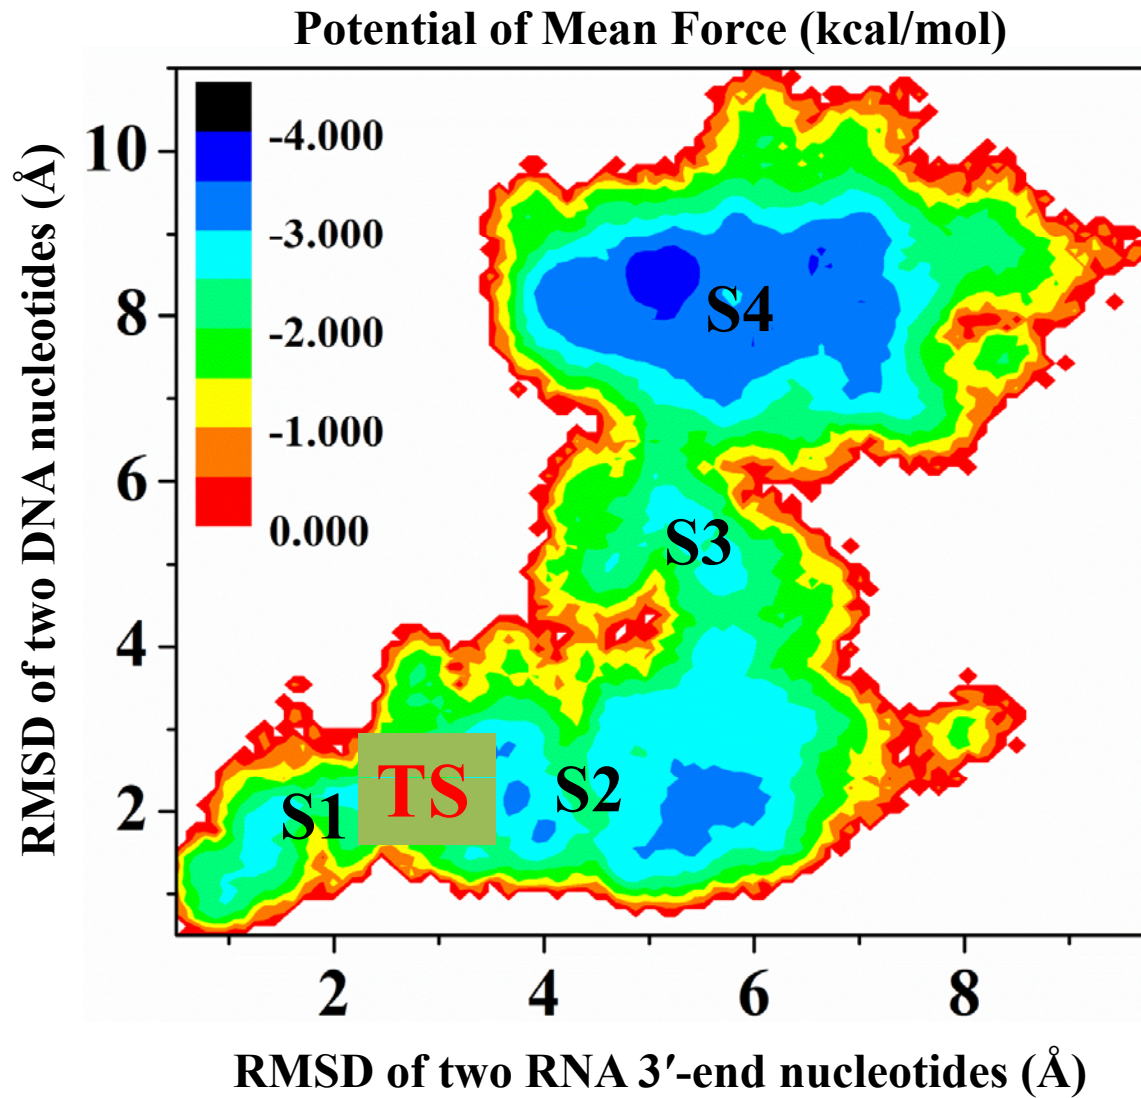 Potential of Mean Force (kcal/mol)
RMSD of two DNA nucleotides (Å)
10
8
6
4
2
-4.000
-3.000
-2.000
-1.000
0.000
S4
S3
S2
TS
S1
2 4 6 8
RMSD of two RNA 3′-end nucleotides (Å)